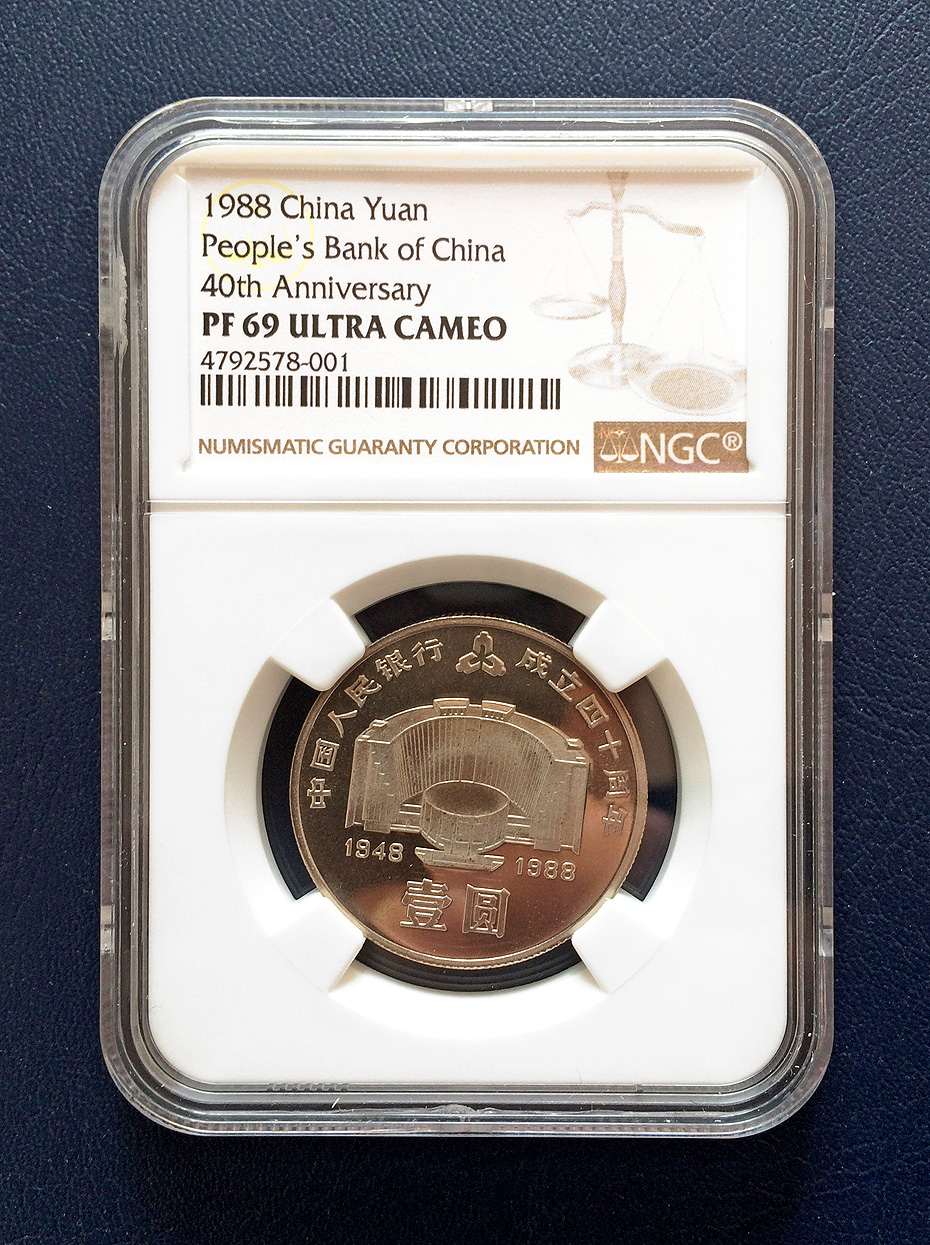 1988 China Yuan
People's Bank of China
40th Anniversary
PF 69 ULTRA CAMEO
4792578-001
NUMISMATIC GUARANTY CORPORATION
NGC®
中国人民银行 成立四十周年
1948 1988
壹圆